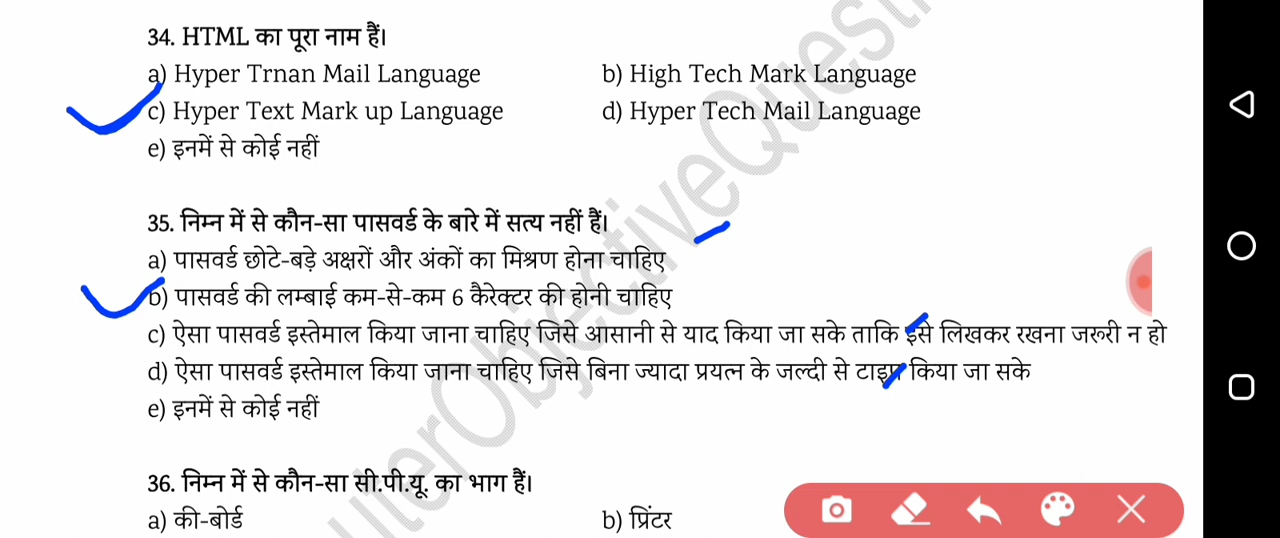 34. HTML का पूरा नाम हैं।
a) Hyper Trnan Mail Language b) High Tech Mark Language
c) Hyper Text Mark up Language d) Hyper Tech Mail Language
e) इनमें से कोई नहीं
35. निम्न में से कौन-सा पासवर्ड के बारे में सत्य नहीं हैं।
a) पासवर्ड छोटे-बड़े अक्षरों और अंकों का मिश्रण होना चाहिए
b) पासवर्ड की लम्बाई कम-से-कम 6 कैरेक्टर की होनी चाहिए
c) ऐसा पासवर्ड इस्तेमाल किया जाना चाहिए जिसे आसानी से याद किया जा सके ताकि इसे लिखकर रखना जरुरी न हो
d) ऐसा पासवर्ड इस्तेमाल किया जाना चाहिए जिसे बिना ज्यादा प्रयत्न के जल्दी से टाइप किया जा सके
e) इनमें से कोई नहीं
36. निम्न में से कौन-सा सी.पी.यू. का भाग हैं।
a) की-बोर्ड b) प्रिंटर